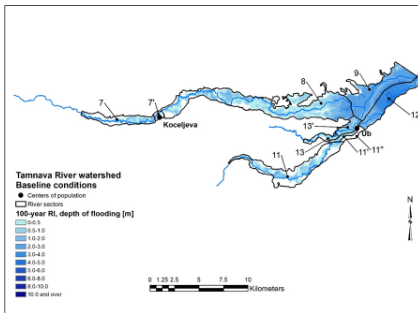 8
9
7
7'
Koceljeva
12
13'
Ub
13
11'
11"
11
Tamnava River watershed
Baseline conditions
Centers of population
River sectors
100-year RI, depth of flooding [m]
0-0.5
0.5-1.0
1.0-2.0
2.0-3.0
3.0-4.0
4.0-5.0
5.0-6.0
6.0-8.0
8.0-10.0
10.0 and over
N
0 1.25 2.5 5 7.5 10
Kilometers